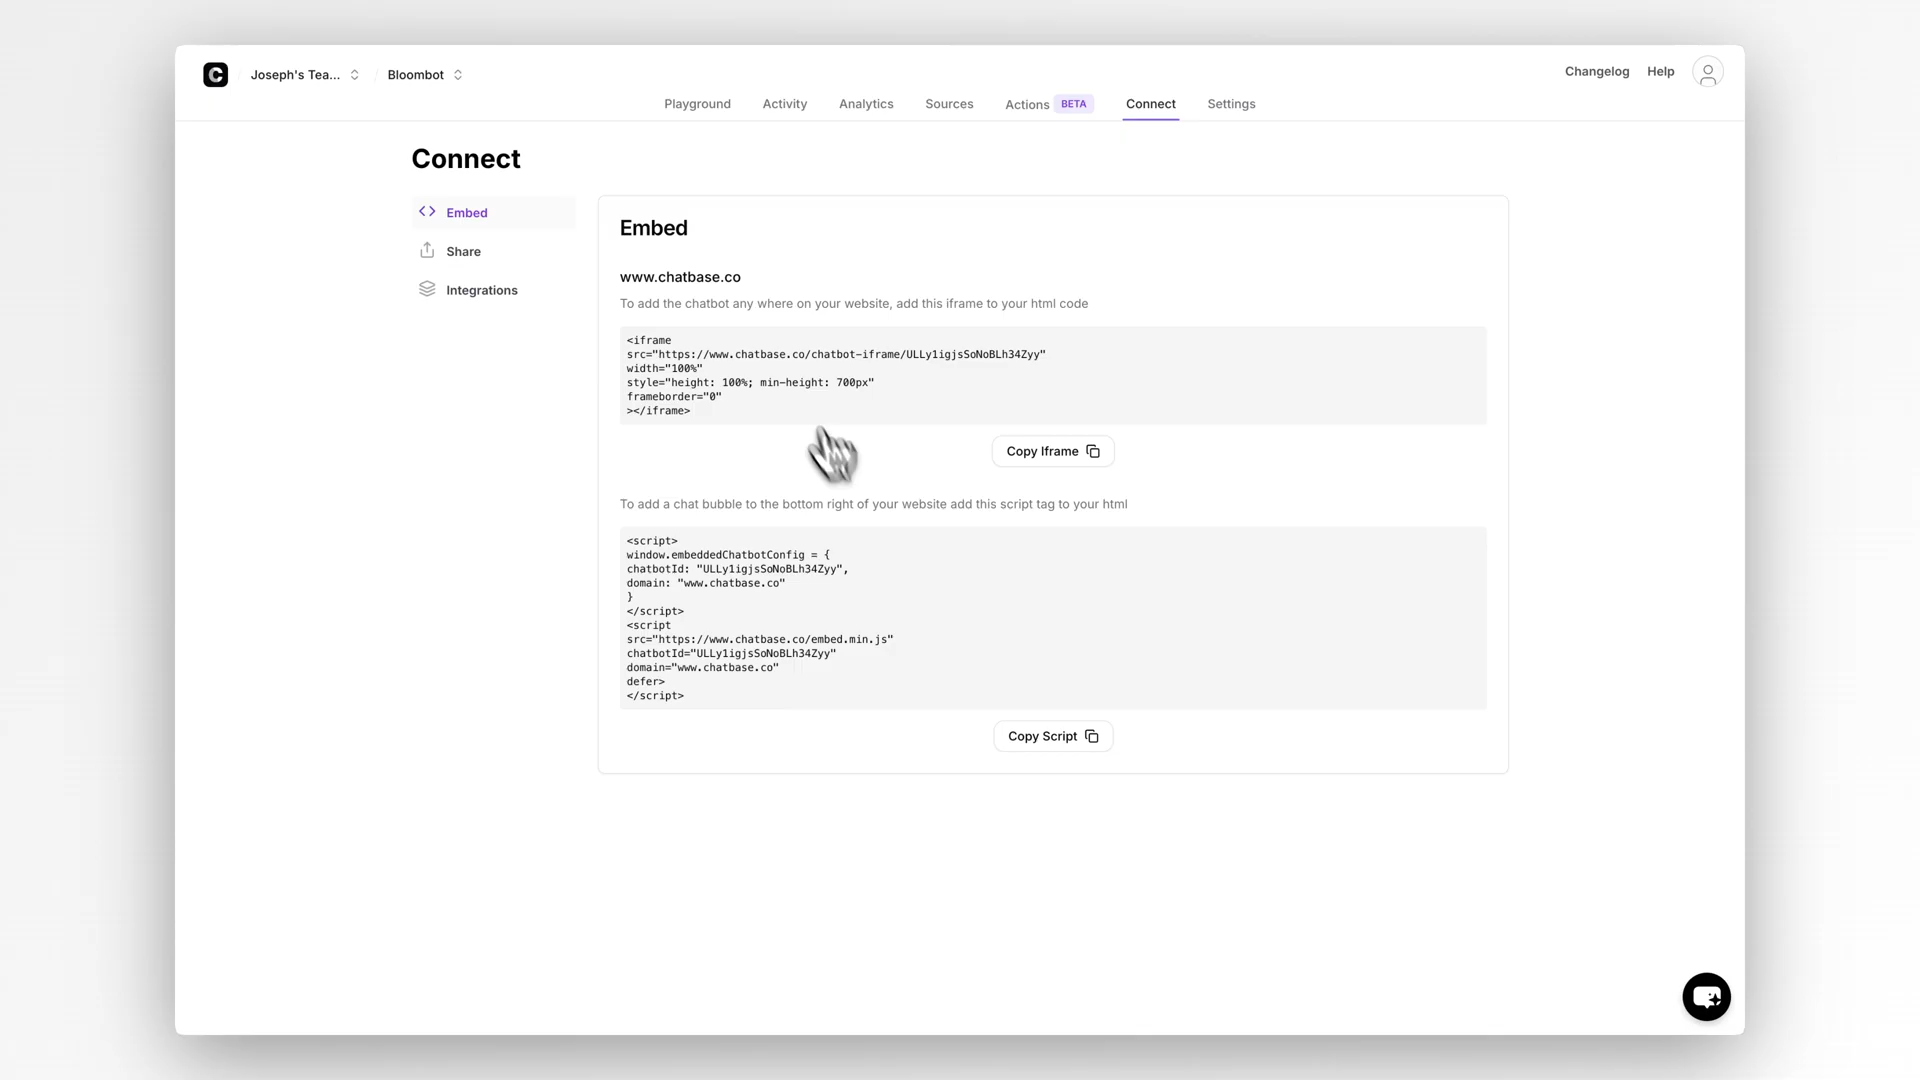 C Joseph's Tea... Bloombot
Changelog Help
Playground Activity Analytics Sources Actions BETA Connect Settings
Connect
Embed
Share
Integrations
Embed
www.chatbase.co
To add the chatbot any where on your website, add this iframe to your html code
<iframe
src="https://www.chatbase.co/chatbot-iframe/ULLy1igjsSoNoBLh34Zyy"
width="100%"
style="height: 100%; min-height: 700px"
frameborder="0"
></iframe>
Copy Iframe
To add a chat bubble to the bottom right of your website add this script tag to your html
<script>
window.embeddedChatbotConfig = {
chatbotId: "ULLy1igjsSoNoBLh34Zyy",
domain: "www.chatbase.co"
}
</script>
<script
src="https://www.chatbase.co/embed.min.js"
chatbotId="ULLy1igjsSoNoBLh34Zyy"
domain="www.chatbase.co"
defer>
</script>
Copy Script